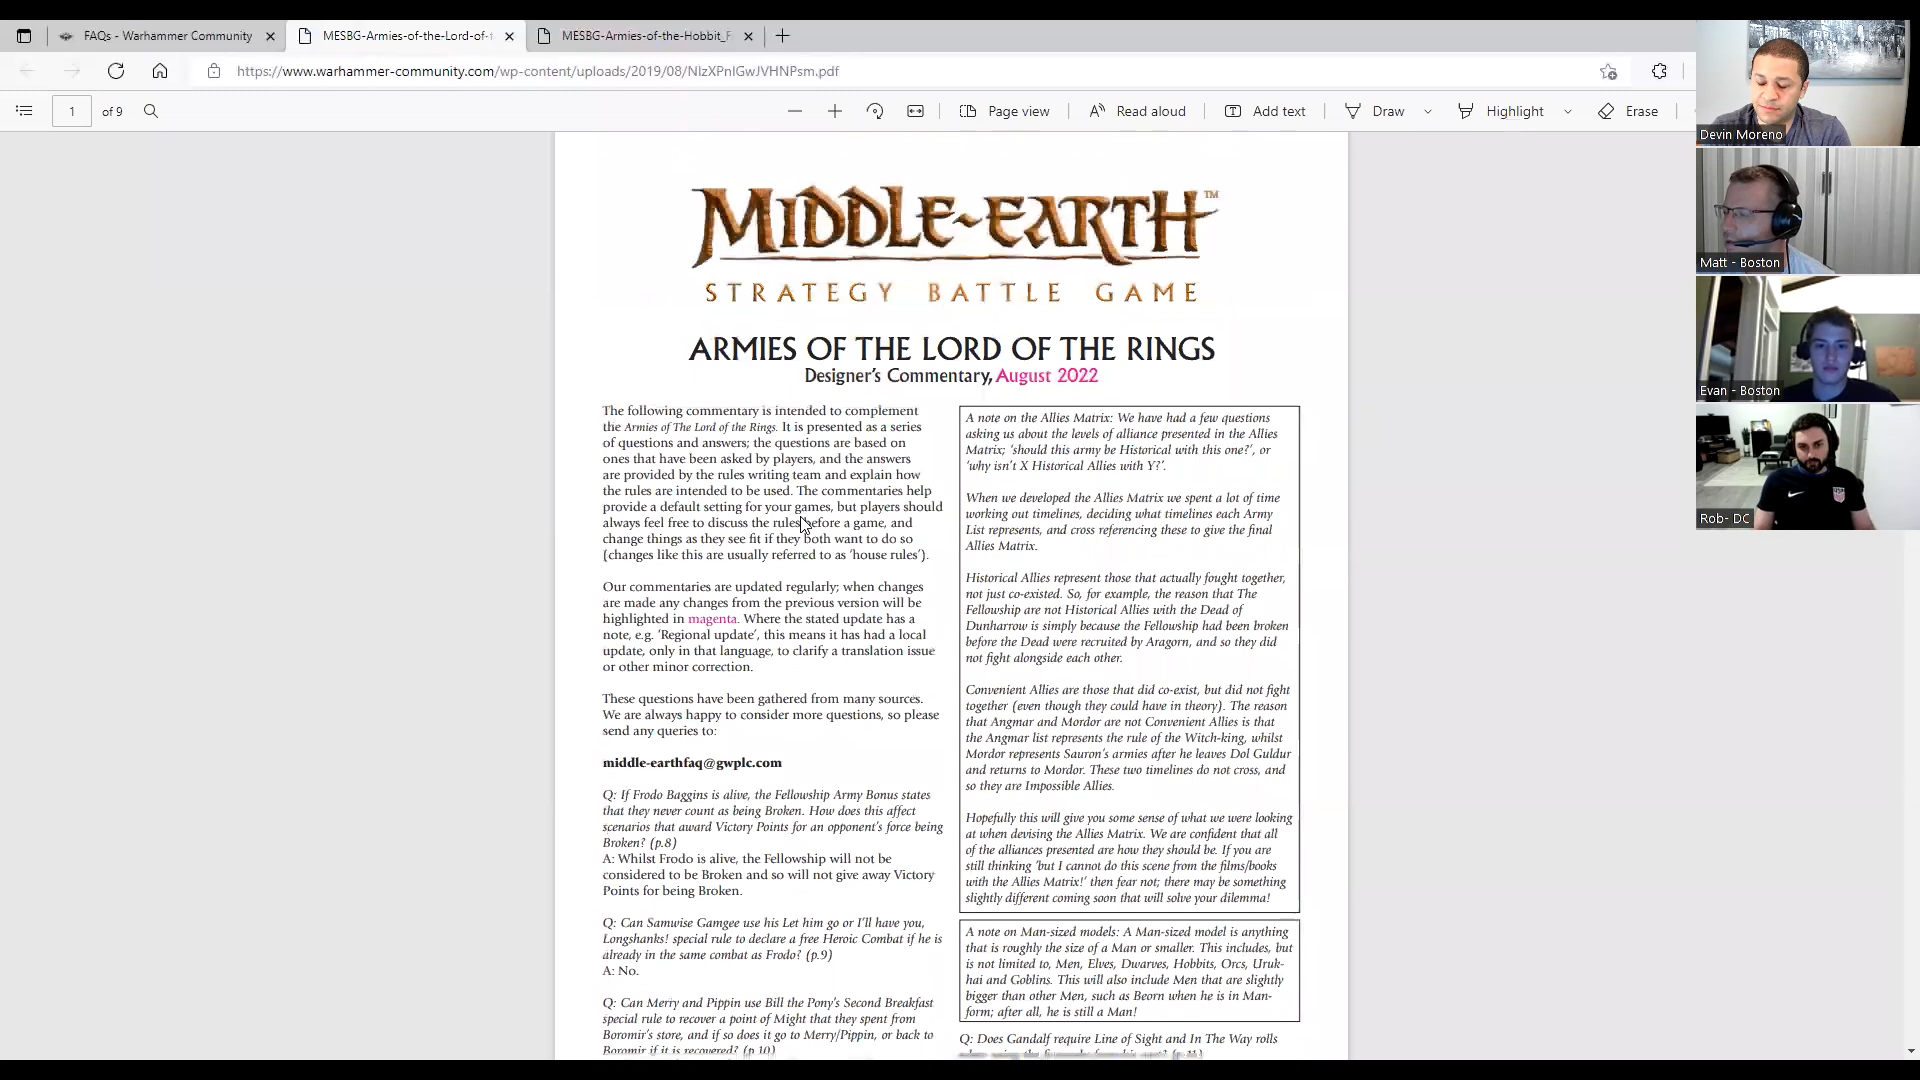 FAQs - Warhammer Community
MESBG-Armies-of-the-Lord-of-
MESBG-Armies-of-the-Hobbit_F
https://www.warhammer-community.com/wp-content/uploads/2019/08/NIzXPnlGwJVHNPsm.pdf
1 of 9
Page view
Read aloud
Add text
Draw
Highlight
Erase
MIDDLE-EARTH™
STRATEGY BATTLE GAME
ARMIES OF THE LORD OF THE RINGS
Designer's Commentary, August 2022
The following commentary is intended to complement
the Armies of The Lord of the Rings. It is presented as a series
of questions and answers; the questions are based on
ones that have been asked by players, and the answers
are provided by the rules writing team and explain how
the rules are intended to be used. The commentaries help
provide a default setting for your games, but players should
always feel free to discuss the rules before a game, and
change things as they see fit if they both want to do so
(changes like this are usually referred to as 'house rules').
Our commentaries are updated regularly; when changes
are made any changes from the previous version will be
highlighted in magenta. Where the stated update has a
note, e.g. 'Regional update', this means it has had a local
update, only in that language, to clarify a translation issue
or other minor correction.
These questions have been gathered from many sources.
We are always happy to consider more questions, so please
send any queries to:
middle-earthfaq@gwplc.com
Q: If Frodo Baggins is alive, the Fellowship Army Bonus states
that they never count as being Broken. How does this affect
scenarios that award Victory Points for an opponent's force being
Broken? (p.8)
A: Whilst Frodo is alive, the Fellowship will not be
considered to be Broken and so will not give away Victory
Points for being Broken.
Q: Can Samwise Gamgee use his Let him go or I'll have you,
Longshanks! special rule to declare a free Heroic Combat if he is
already in the same combat as Frodo? (p.9)
A: No.
Q: Can Merry and Pippin use Bill the Pony's Second Breakfast
special rule to recover a point of Might that they spent from
Boromir's store, and if so does it go to Merry/Pippin, or back to
Boromir if it is recovered? (p.10)
A note on the Allies Matrix: We have had a few questions
asking us about the levels of alliance presented in the Allies
Matrix; 'should this army be Historical with this one?', or
'why isn't X Historical Allies with Y?'.
When we developed the Allies Matrix we spent a lot of time
working out timelines, deciding what timelines each Army
List represents, and cross referencing these to give the final
Allies Matrix.
Historical Allies represent those that actually fought together,
not just co-existed. So, for example, the reason that The
Fellowship are not Historical Allies with the Dead of
Dunharrow is simply because the Fellowship had been broken
before the Dead were recruited by Aragorn, and so they did
not fight alongside each other.
Convenient Allies are those that did co-exist, but did not fight
together (even though they could have in theory). The reason
that Angmar and Mordor are not Convenient Allies is that
the Angmar list represents the rule of the Witch-king, whilst
Mordor represents Sauron's armies after he leaves Dol Guldur
and returns to Mordor. These two timelines do not cross, and
so they are Impossible Allies.
Hopefully this will give you some sense of what we were looking
at when devising the Allies Matrix. We are confident that all
of the alliances presented are how they should be. If you are
still thinking 'but I cannot do this scene from the films/books
with the Allies Matrix!' then fear not; there may be something
slightly different coming soon that will solve your dilemma!
A note on Man-sized models: A Man-sized model is anything
that is roughly the size of a Man or smaller. This includes, but
is not limited to, Men, Elves, Dwarves, Hobbits, Orcs, Uruk-
hai and Goblins. This will also include Men that are slightly
bigger than other Men, such as Beorn when he is in Man-
form; after all, he is still a Man!
Q: Does Gandalf require Line of Sight and In The Way rolls
Devin Moreno
Matt - Boston
Evan - Boston
Rob- DC